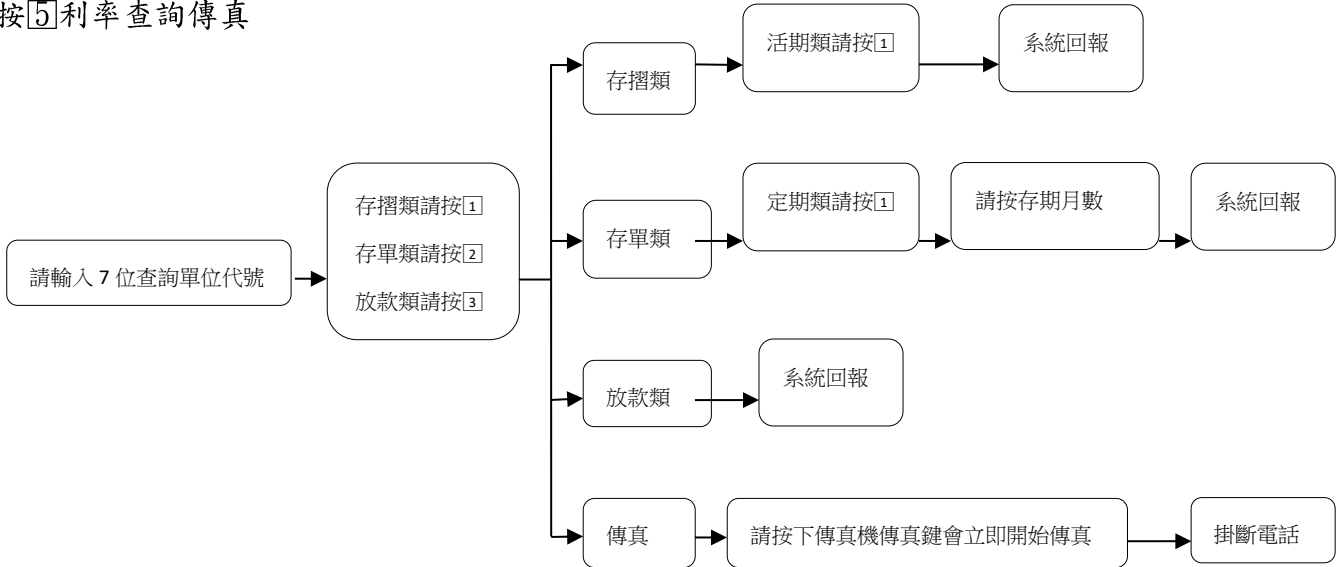 按5利率查詢傳真
請輸入 7 位查詢單位代號
存摺類請按1
存單類請按2
放款類請按3
存摺類
活期類請按1
系統回報
存單類
定期類請按1
請按存期月數
系統回報
放款類
系統回報
傳真
請按下傳真機傳真鍵會立即開始傳真
掛斷電話